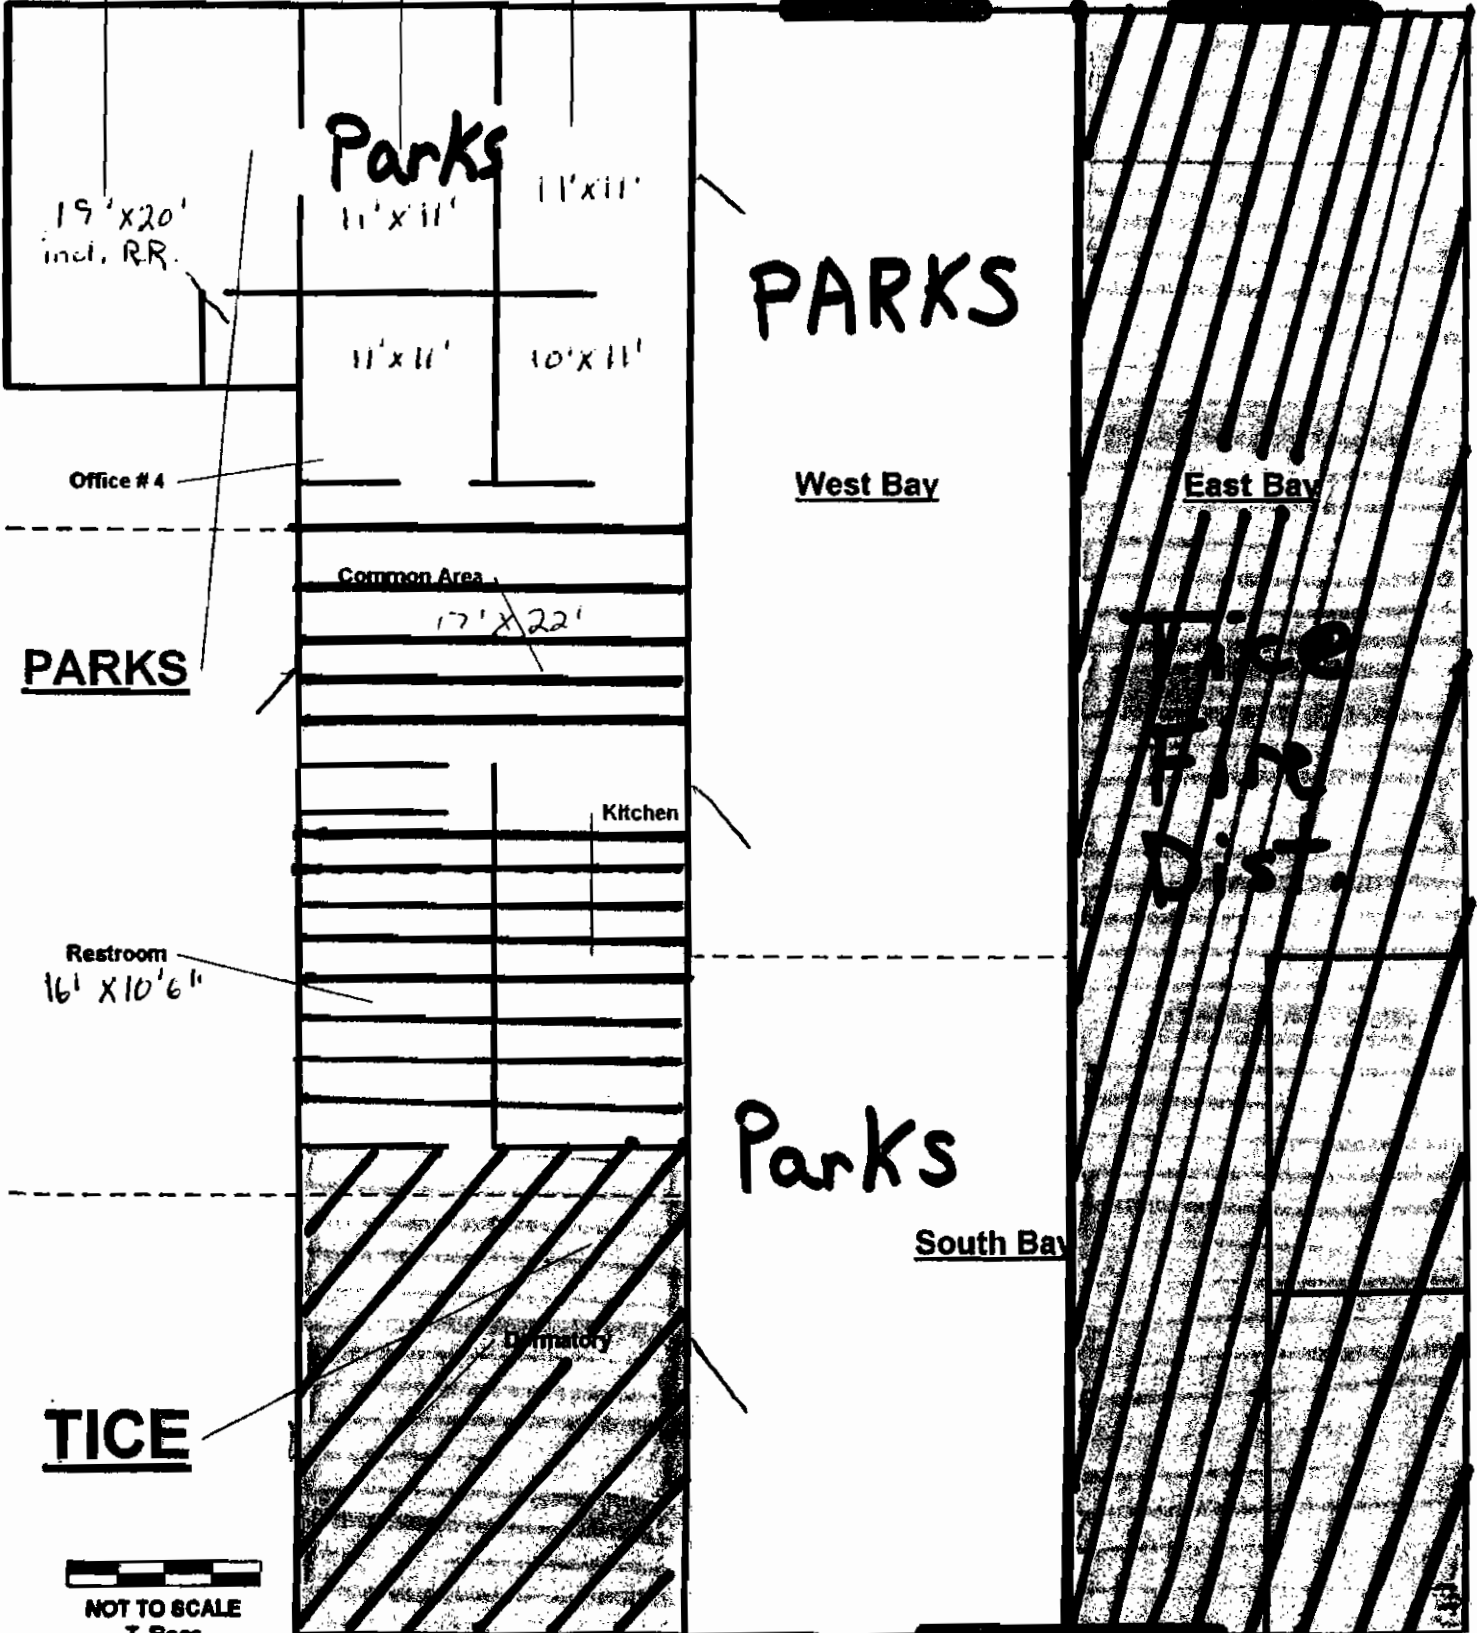 Parks
19'X20'
incl. R.R.
11'X11'
11'X11'
PARKS
11'X11'
10'X11'
Office # 4
West Bay
East Bay
Common Area
17'X22'
Tice
Fire
Dist.
PARKS
Kitchen
Restroom
16' X10'6"
Parks
South Bay
Dormatory
TICE
NOT TO SCALE